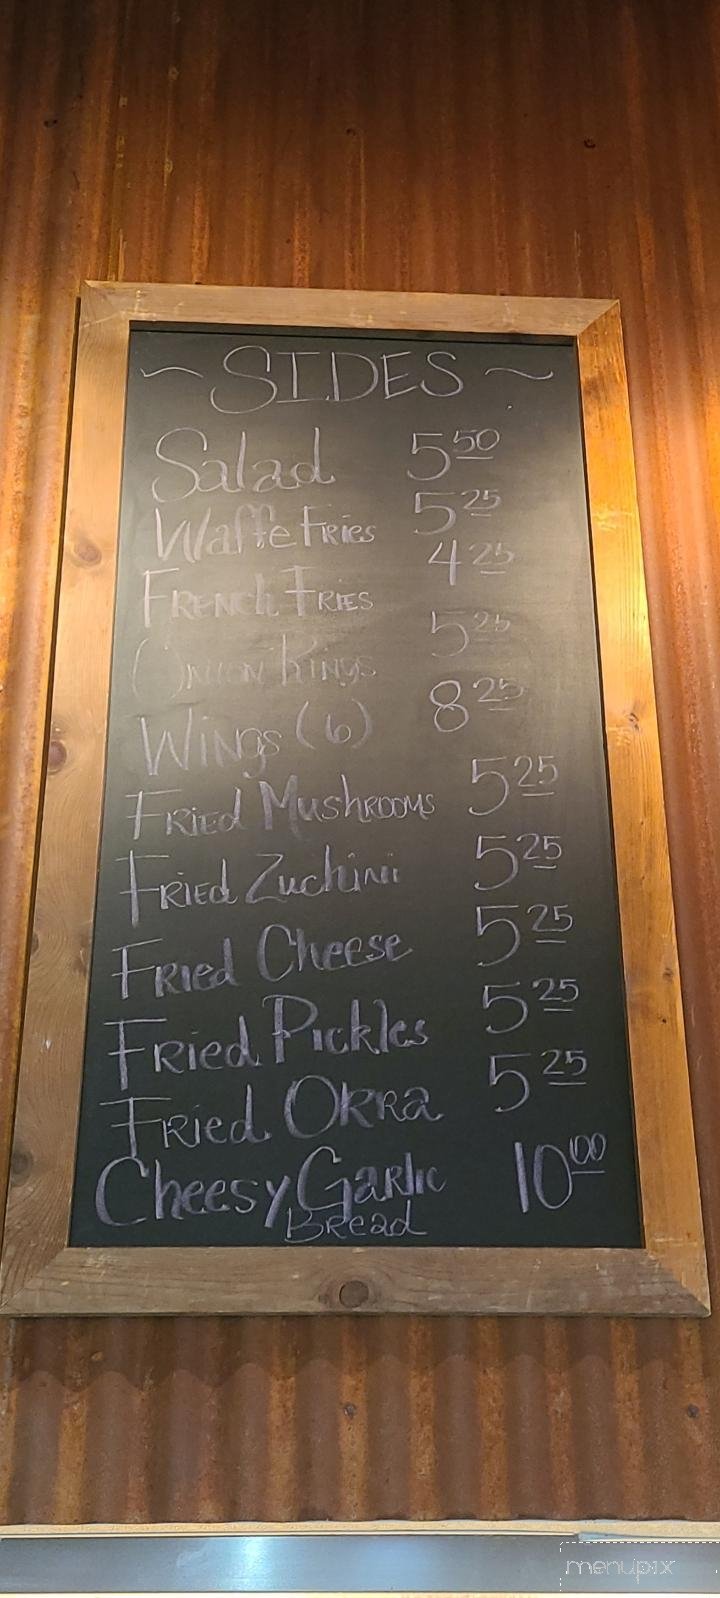 ~ SIDES ~
Salad 5 50
Waffe Fries 5 25
FRENCH FRIES 4 25
ONION RINGS 5 25
Wings (6) 8 25
FRied MushRooms 5 25
FRied Zuchini 5 25
FRied Cheese 5 25
FRied Pickles 5 25
FRied OKRa 5 25
Cheesy GaRlic 10 00
BRead
menupix